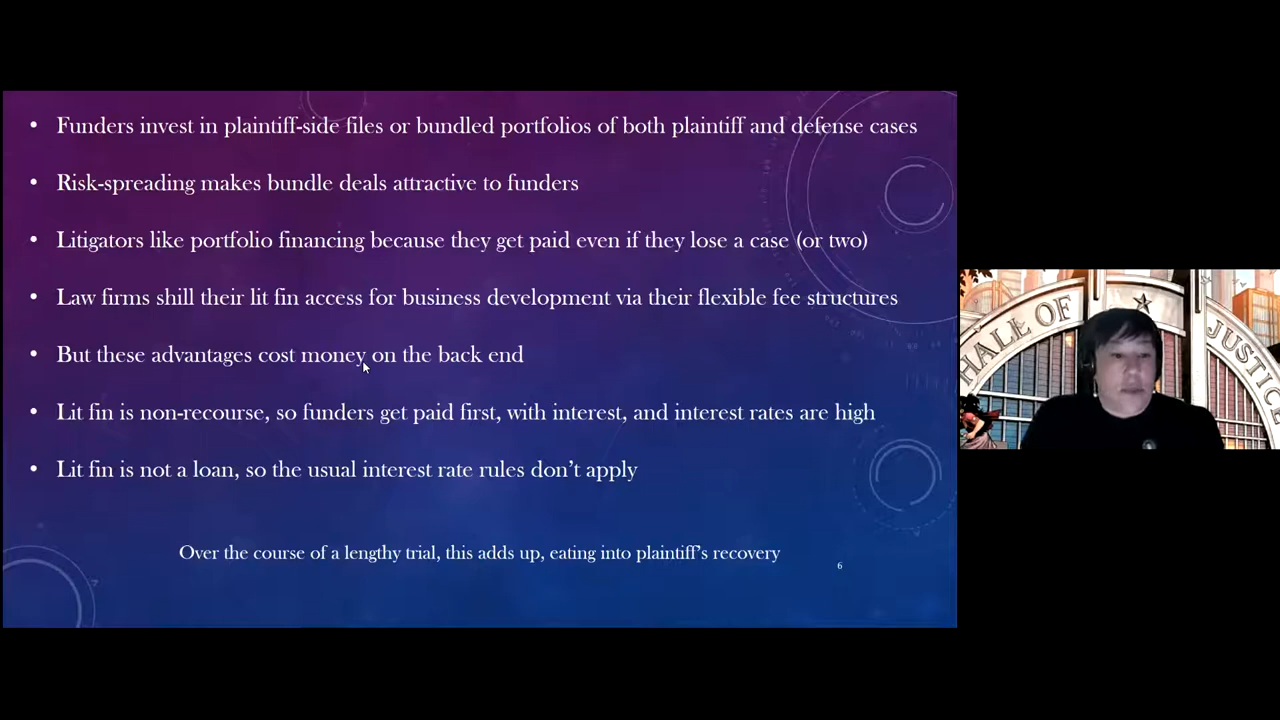 • Funders invest in plaintiff-side files or bundled portfolios of both plaintiff and defense cases
• Risk-spreading makes bundle deals attractive to funders
• Litigators like portfolio financing because they get paid even if they lose a case (or two)
• Law firms shill their lit fin access for business development via their flexible fee structures
• But these advantages cost money on the back end
• Lit fin is non-recourse, so funders get paid first, with interest, and interest rates are high
• Lit fin is not a loan, so the usual interest rate rules don’t apply
Over the course of a lengthy trial, this adds up, eating into plaintiff’s recovery
6
HALL OF JUSTICE